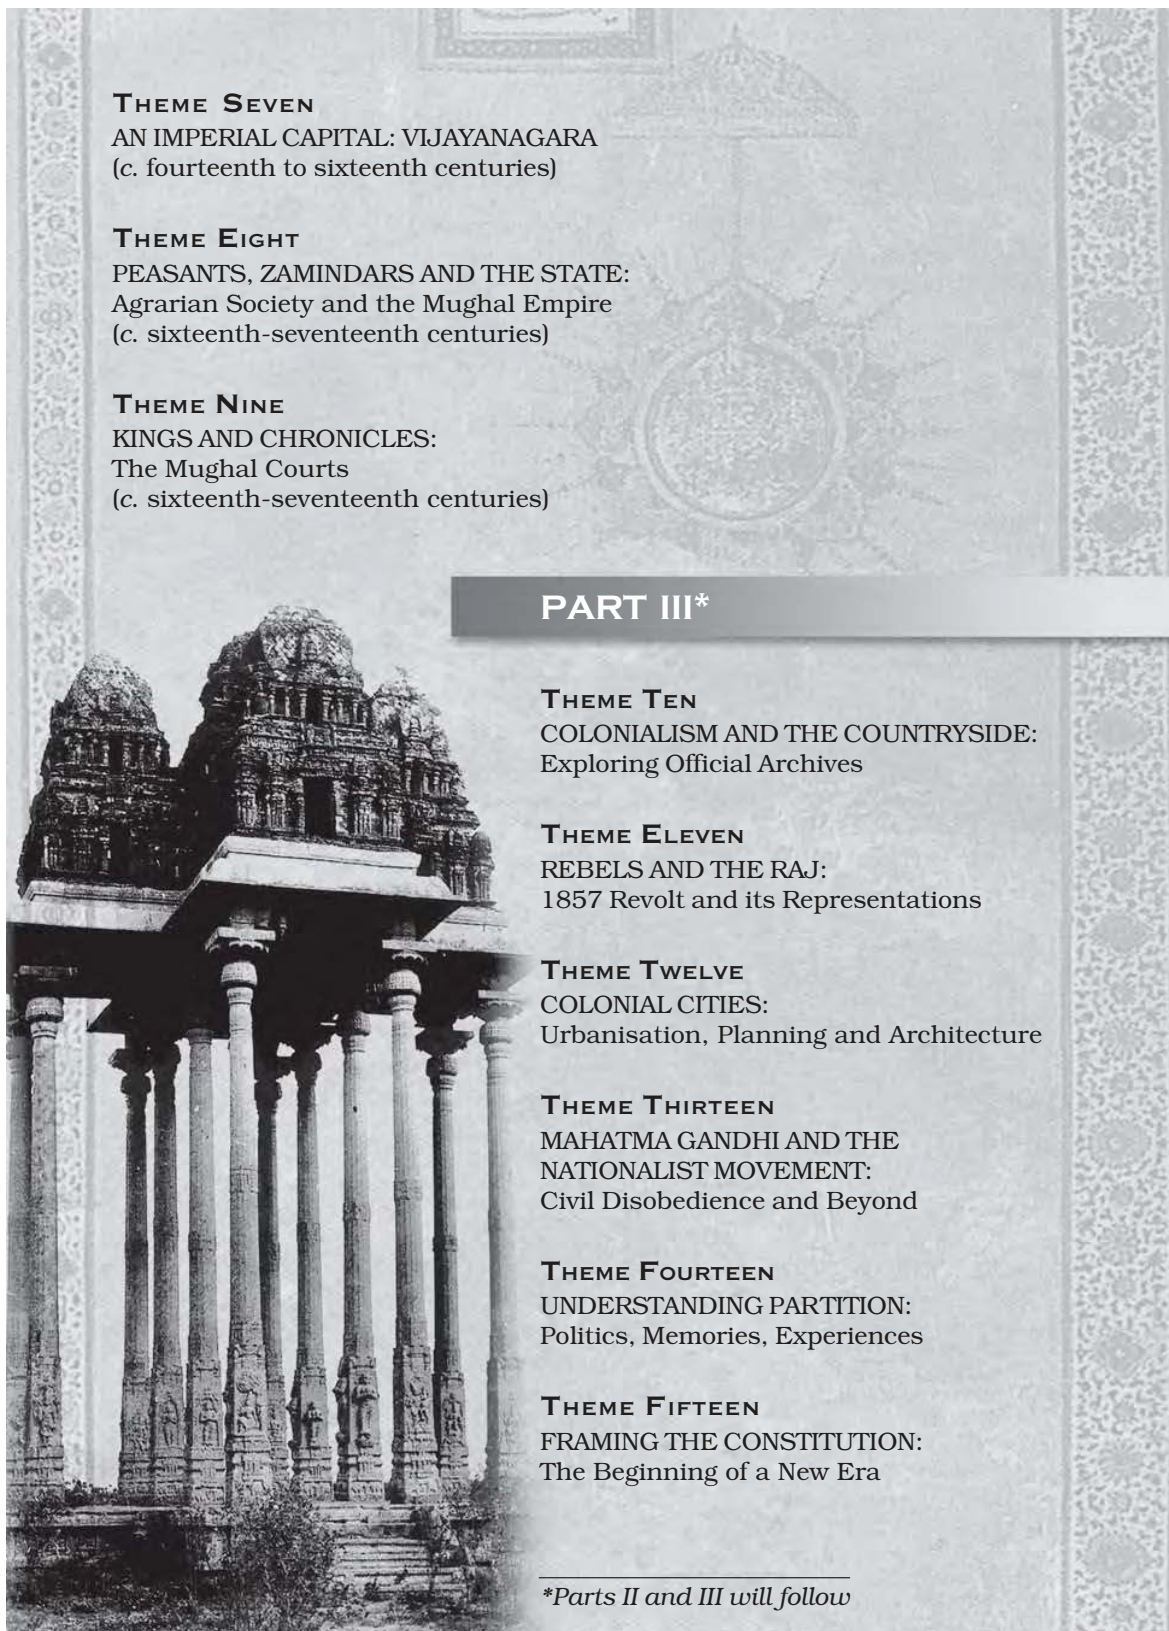 THEME SEVEN
AN IMPERIAL CAPITAL: VIJAYANAGARA
(c. fourteenth to sixteenth centuries)
THEME EIGHT
PEASANTS, ZAMINDARS AND THE STATE:
Agrarian Society and the Mughal Empire
(c. sixteenth-seventeenth centuries)
THEME NINE
KINGS AND CHRONICLES:
The Mughal Courts
(c. sixteenth-seventeenth centuries)
PART III*
THEME TEN
COLONIALISM AND THE COUNTRYSIDE:
Exploring Official Archives
THEME ELEVEN
REBELS AND THE RAJ:
1857 Revolt and its Representations
THEME TWELVE
COLONIAL CITIES:
Urbanisation, Planning and Architecture
THEME THIRTEEN
MAHATMA GANDHI AND THE
NATIONALIST MOVEMENT:
Civil Disobedience and Beyond
THEME FOURTEEN
UNDERSTANDING PARTITION:
Politics, Memories, Experiences
THEME FIFTEEN
FRAMING THE CONSTITUTION:
The Beginning of a New Era
*Parts II and III will follow